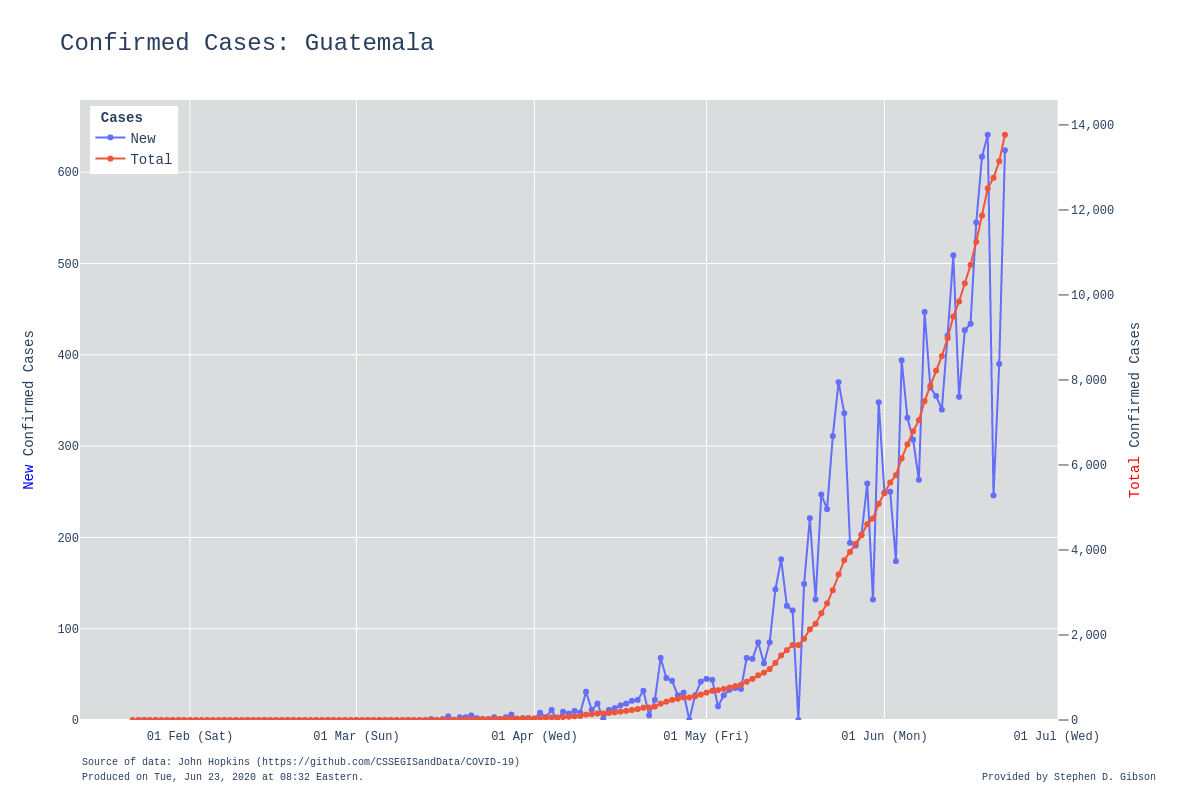 Confirmed Cases: Guatemala
Cases
New
Total
600
500
400
300
200
100
0
New Confirmed Cases
14,000
12,000
10,000
8,000
6,000
4,000
2,000
0
Total Confirmed Cases
01 Feb (Sat)
01 Mar (Sun)
01 Apr (Wed)
01 May (Fri)
01 Jun (Mon)
01 Jul (Wed)
Source of data: John Hopkins (https://github.com/CSSEGISandData/COVID-19)
Produced on Tue, Jun 23, 2020 at 08:32 Eastern.
Provided by Stephen D. Gibson